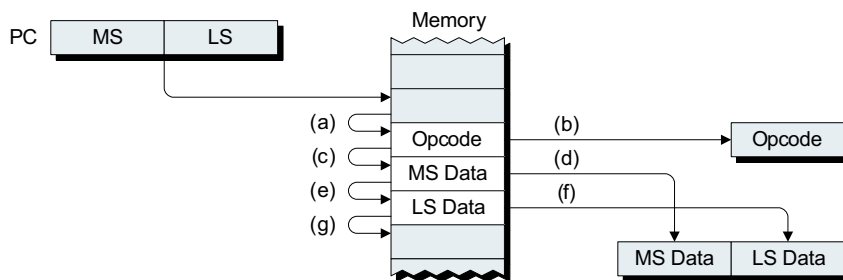 Memory
PC MS LS
(a)
Opcode (b) Opcode
(c) (d)
MS Data
(e) (f)
LS Data
(g)
MS Data LS Data